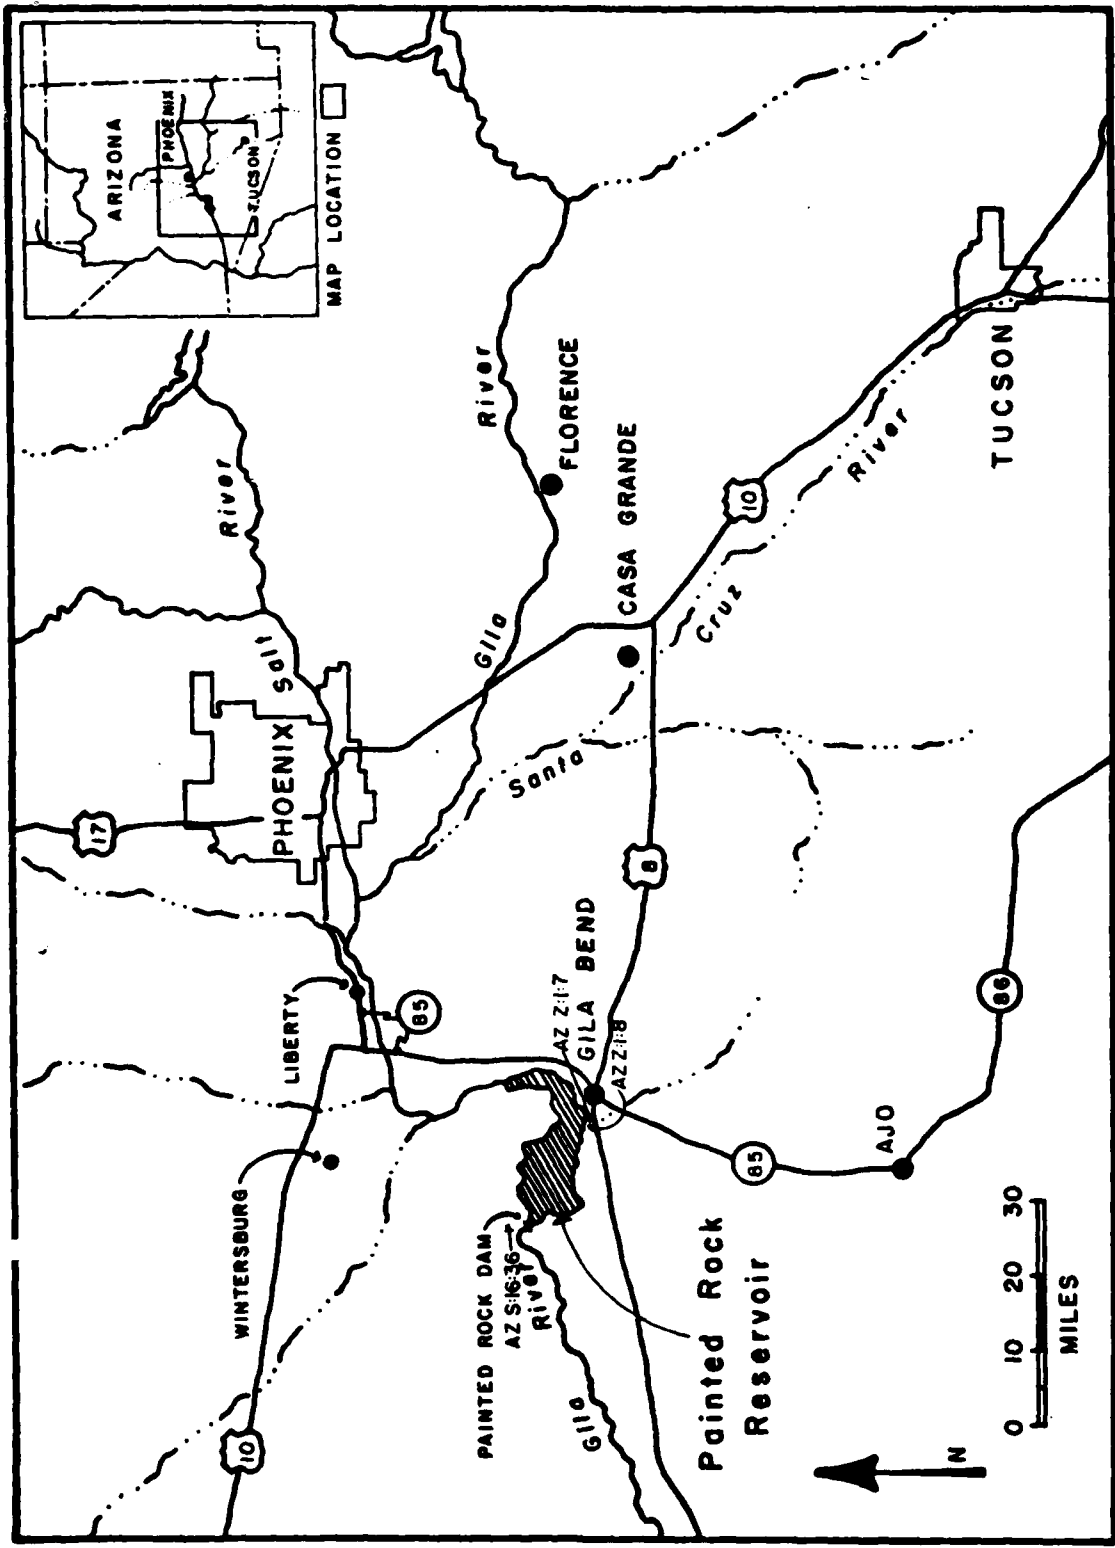 ARIZONA
PHOENIX
TUCSON
MAP LOCATION
17
PHOENIX
Salt
River
LIBERTY
85
WINTERSBURG
10
Gila
River
FLORENCE
CASA GRANDE
Santa
Cruz
River
10
TUCSON
8
AZ Z:1:7
GILA BEND
AZ Z:1:8
PAINTED ROCK DAM
AZ S:16:36
River
Gila
Painted Rock
Reservoir
85
AJO
86
N
0 10 20 30
MILES